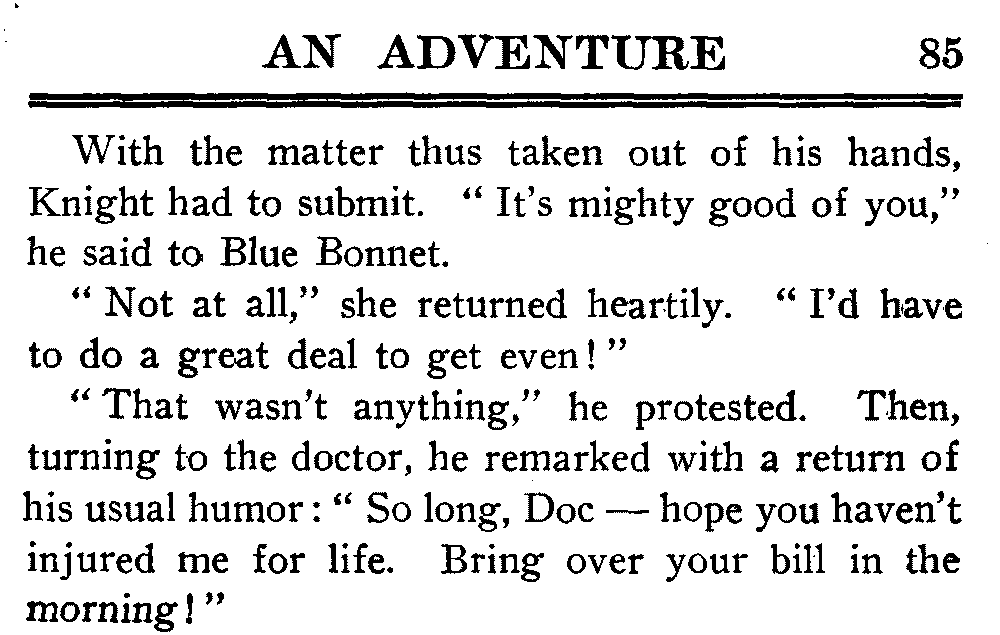 AN ADVENTURE 85
With the matter thus taken out of his hands,
Knight had to submit. “ It's mighty good of you,”
he said to Blue Bonnet.
“ Not at all,” she returned heartily. “ I'd have
to do a great deal to get even! ”
“ That wasn't anything,” he protested. Then,
turning to the doctor, he remarked with a return of
his usual humor: “ So long, Doc — hope you haven't
injured me for life. Bring over your bill in the
morning! ”